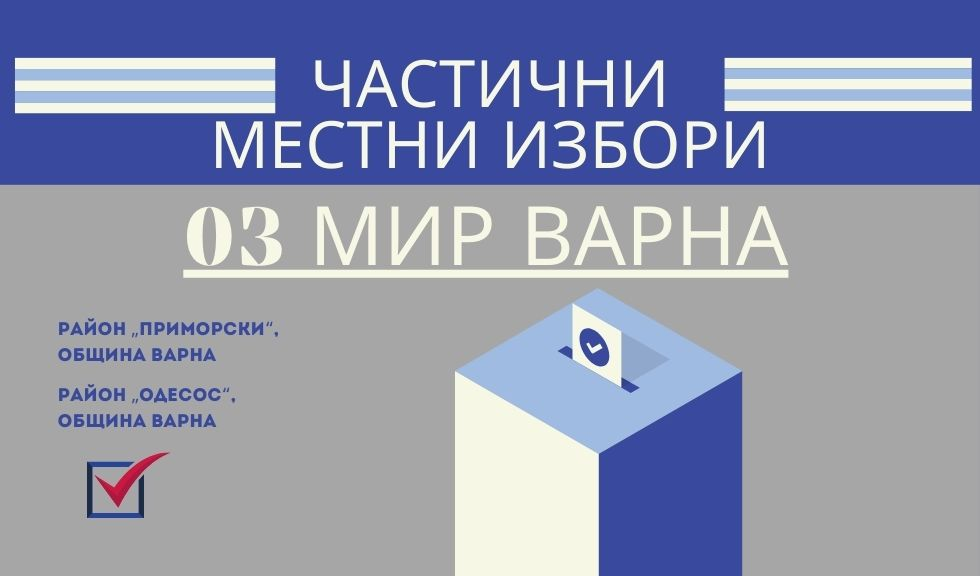 ЧАСТИЧНИ
МЕСТНИ ИЗБОРИ
03 МИР ВАРНА
РАЙОН „ПРИМОРСКИ“,
ОБЩИНА ВАРНА
РАЙОН „ОДЕСОС“,
ОБЩИНА ВАРНА